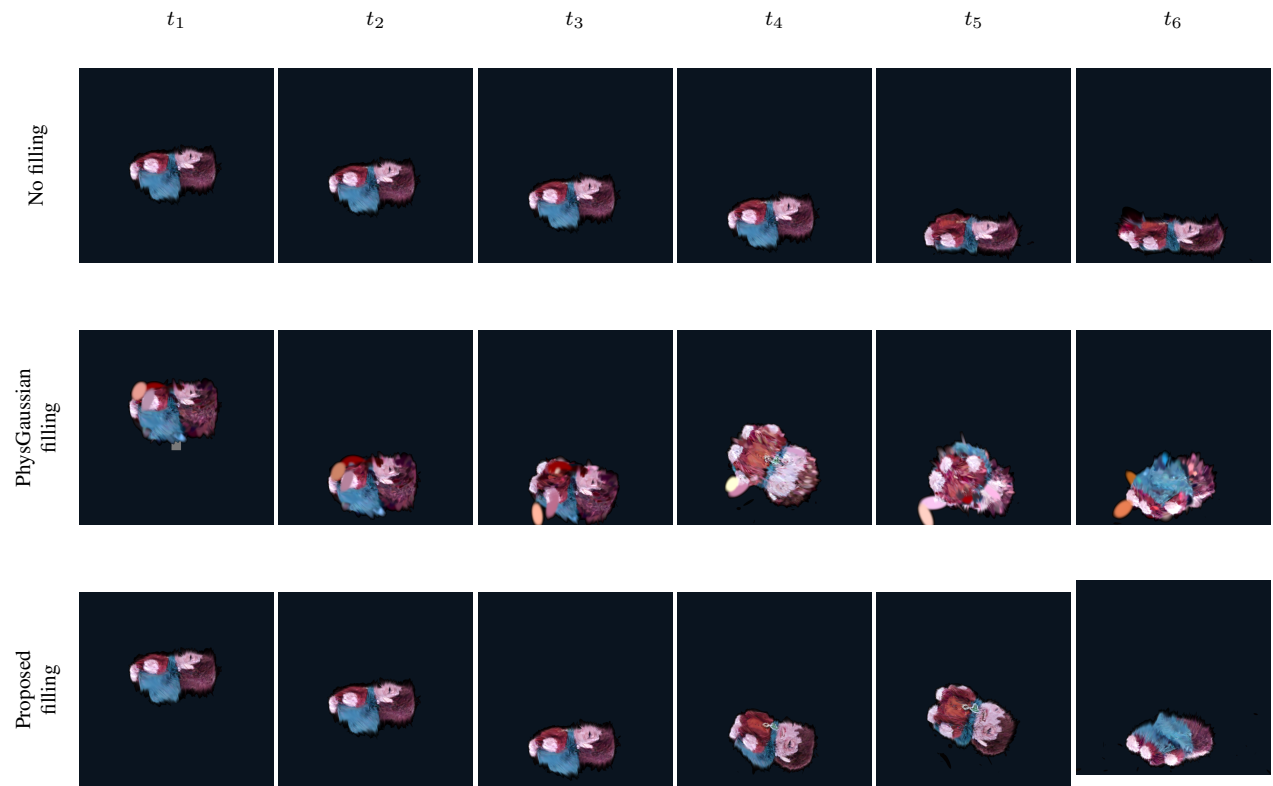 t1 t2 t3 t4 t5 t6
No filling
PhysGaussian
filling
Proposed
filling